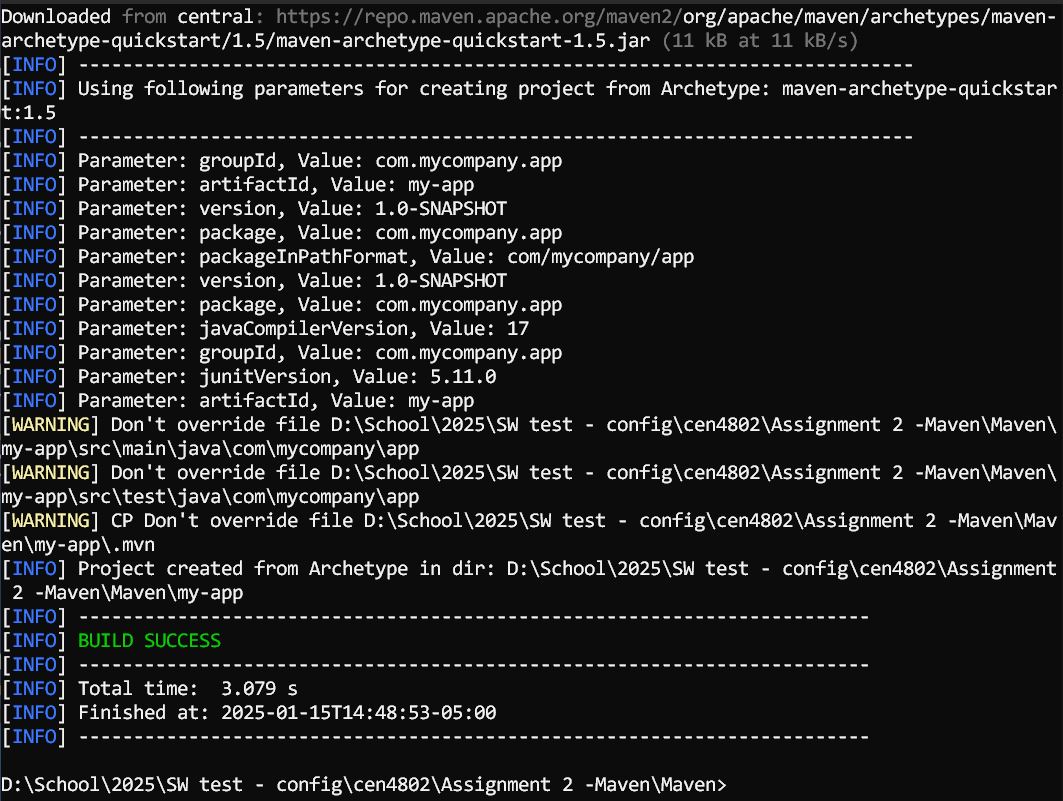 Downloaded from central: https://repo.maven.apache.org/maven2/org/apache/maven/archetypes/maven-
archetype-quickstart/1.5/maven-archetype-quickstart-1.5.jar (11 kB at 11 kB/s)
[INFO] ----------------------------------------------------------------------------
[INFO] Using following parameters for creating project from Archetype: maven-archetype-quickstar
t:1.5
[INFO] ----------------------------------------------------------------------------
[INFO] Parameter: groupId, Value: com.mycompany.app
[INFO] Parameter: artifactId, Value: my-app
[INFO] Parameter: version, Value: 1.0-SNAPSHOT
[INFO] Parameter: package, Value: com.mycompany.app
[INFO] Parameter: packageInPathFormat, Value: com/mycompany/app
[INFO] Parameter: version, Value: 1.0-SNAPSHOT
[INFO] Parameter: package, Value: com.mycompany.app
[INFO] Parameter: javaCompilerVersion, Value: 17
[INFO] Parameter: groupId, Value: com.mycompany.app
[INFO] Parameter: junitVersion, Value: 5.11.0
[INFO] Parameter: artifactId, Value: my-app
[WARNING] Don't override file D:\School\2025\SW test - config\cen4802\Assignment 2 -Maven\Maven\
my-app\src\main\java\com\mycompany\app
[WARNING] Don't override file D:\School\2025\SW test - config\cen4802\Assignment 2 -Maven\Maven\
my-app\src\test\java\com\mycompany\app
[WARNING] CP Don't override file D:\School\2025\SW test - config\cen4802\Assignment 2 -Maven\Mav
en\my-app\.mvn
[INFO] Project created from Archetype in dir: D:\School\2025\SW test - config\cen4802\Assignment
 2 -Maven\Maven\my-app
[INFO] ------------------------------------------------------------------------
[INFO] BUILD SUCCESS
[INFO] ------------------------------------------------------------------------
[INFO] Total time:  3.079 s
[INFO] Finished at: 2025-01-15T14:48:53-05:00
[INFO] ------------------------------------------------------------------------
D:\School\2025\SW test - config\cen4802\Assignment 2 -Maven\Maven>